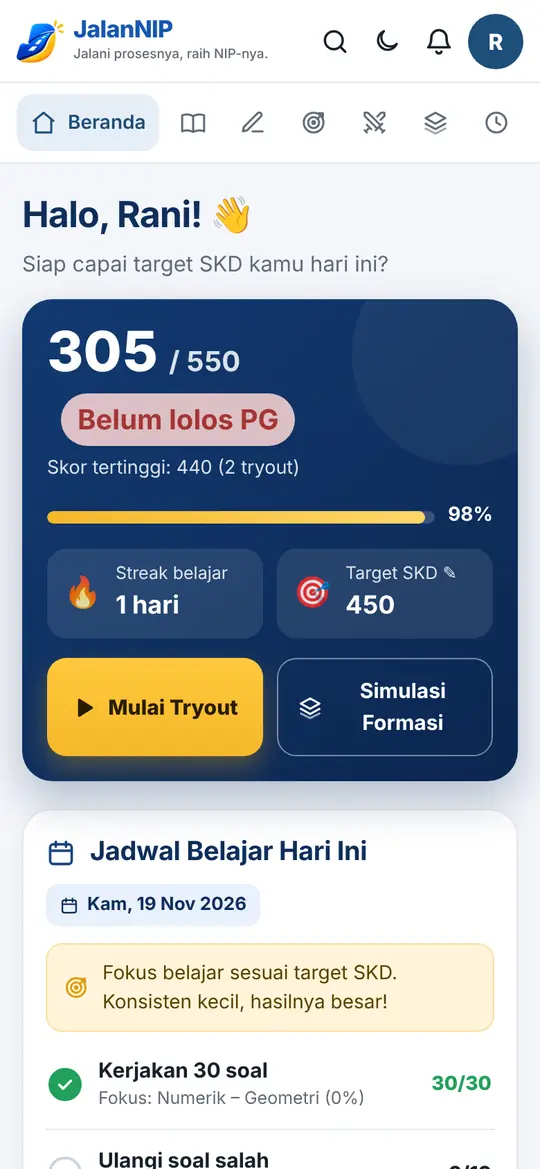 JalanNIP
Jalani prosesnya, raih NIP-nya.
R
Beranda
Halo, Rani! 👋
Siap capai target SKD kamu hari ini?
305 / 550
Belum lolos PG
Skor tertinggi: 440 (2 tryout)
98%
Streak belajar
1 hari
Target SKD ✎
450
Mulai Tryout
Simulasi
Formasi
Jadwal Belajar Hari Ini
Kam, 19 Nov 2026
Fokus belajar sesuai target SKD.
Konsisten kecil, hasilnya besar!
Kerjakan 30 soal
30/30
Fokus: Numerik – Geometri (0%)
Ulangi soal salah